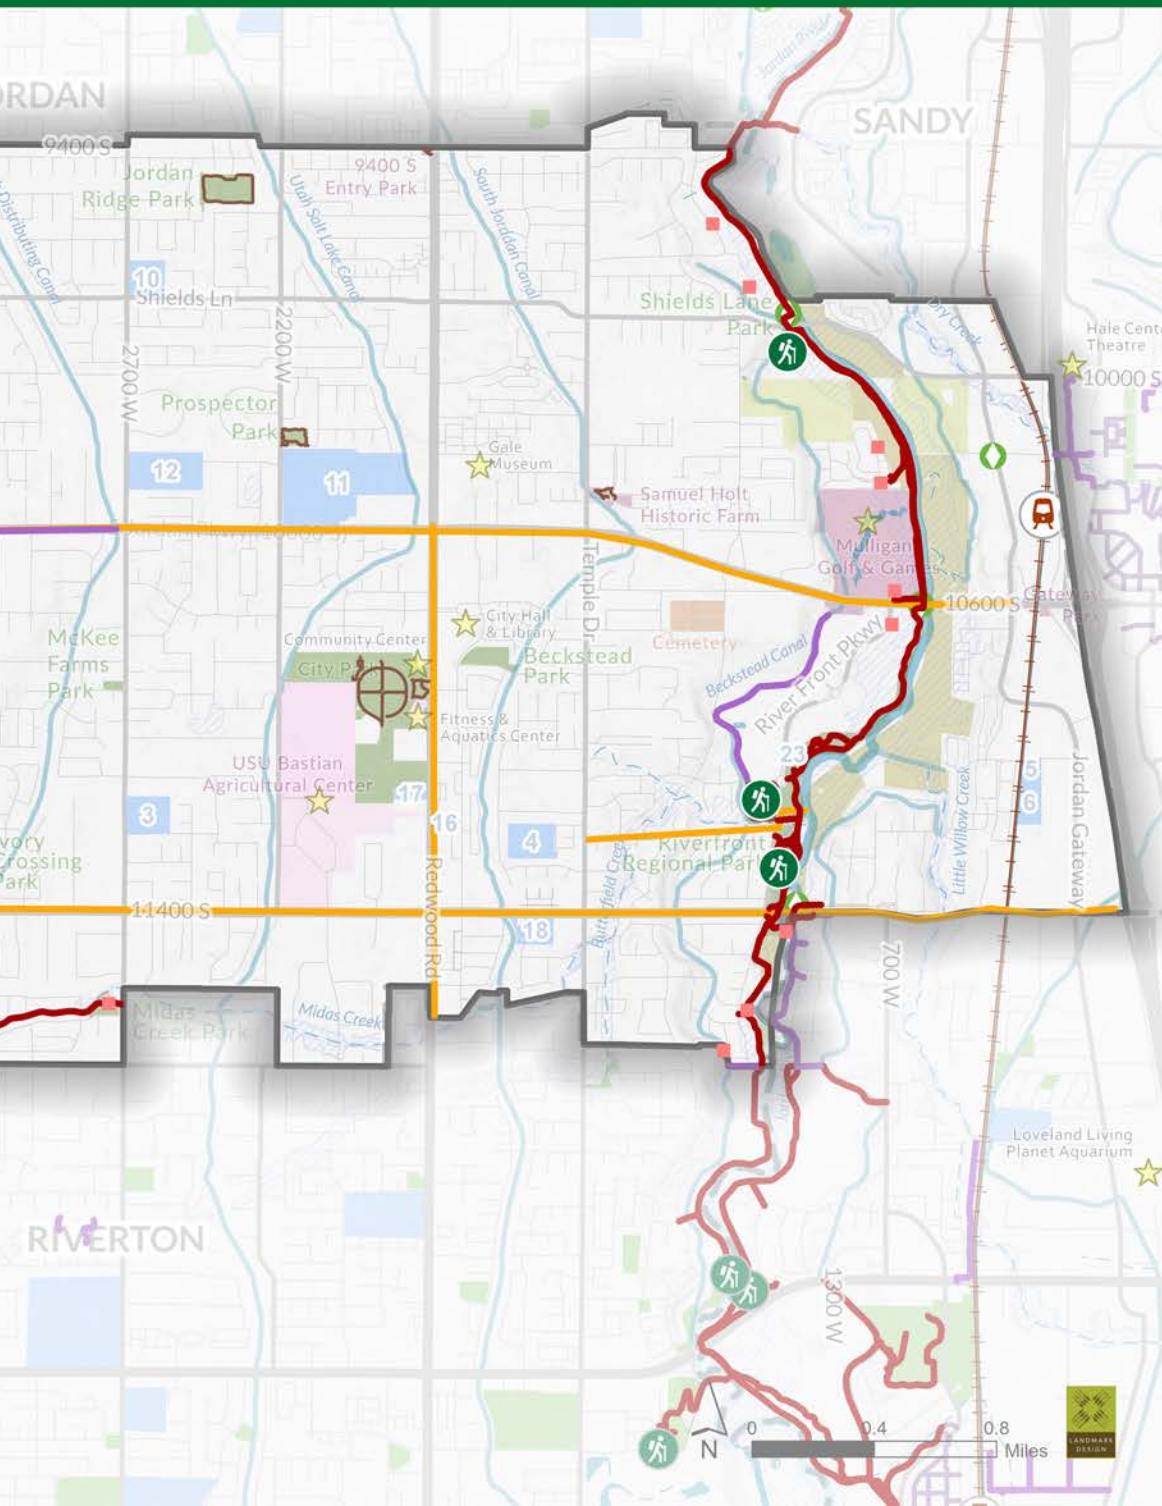 Jordan River
RDAN
SANDY
9400 S
9400 S
Entry Park
Jordan
Ridge Park
Distributing Canal
Utah Salt Lake Canal
South Jordan Canal
10
Shields Ln
Shields Lane
Park
Dry Creek
Hale Cent
Theatre
10000 S
2700 W
2200 W
Prospector
Park
Gale
Museum
12
11
Samuel Holt
Historic Farm
Mulligan
Golf & Games
10600 S
Gateway
Park
Temple Dr
City Hall
& Library
Cemetery
McKee
Farms
Park
Community Center
City Pa
Beckstead
Park
Beckstead Canal
River Front Pkwy
Fitness &
Aquatics Center
USU Bastian
Agricultural Center
23
17
5
6
3
16
4
vory
Crossing
Park
Riverfront
Regional Par
Little Willow Creek
Jordan Gateway
Redwood Rd
11400 S
18
700 W
Midas
Creek Park
Midas Creek
Loveland Living
Planet Aquarium
RIVERTON
1300 W
0
0.4
0.8
Miles
N
LANDMARK
DESIGN